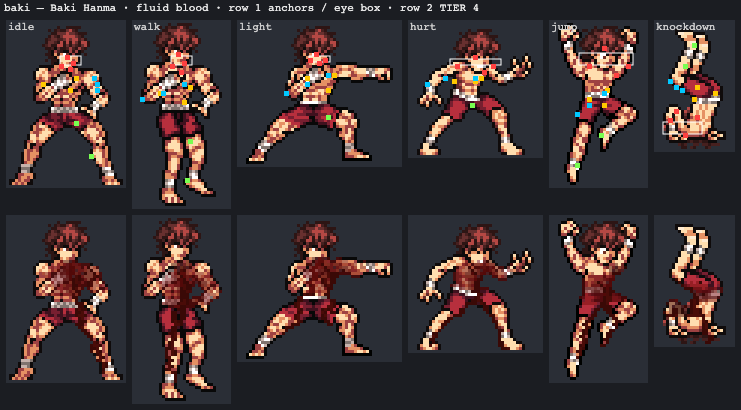 baki — Baki Hanma · fluid blood · row 1 anchors / eye box · row 2 TIER 4
idle walk light hurt jump knockdown